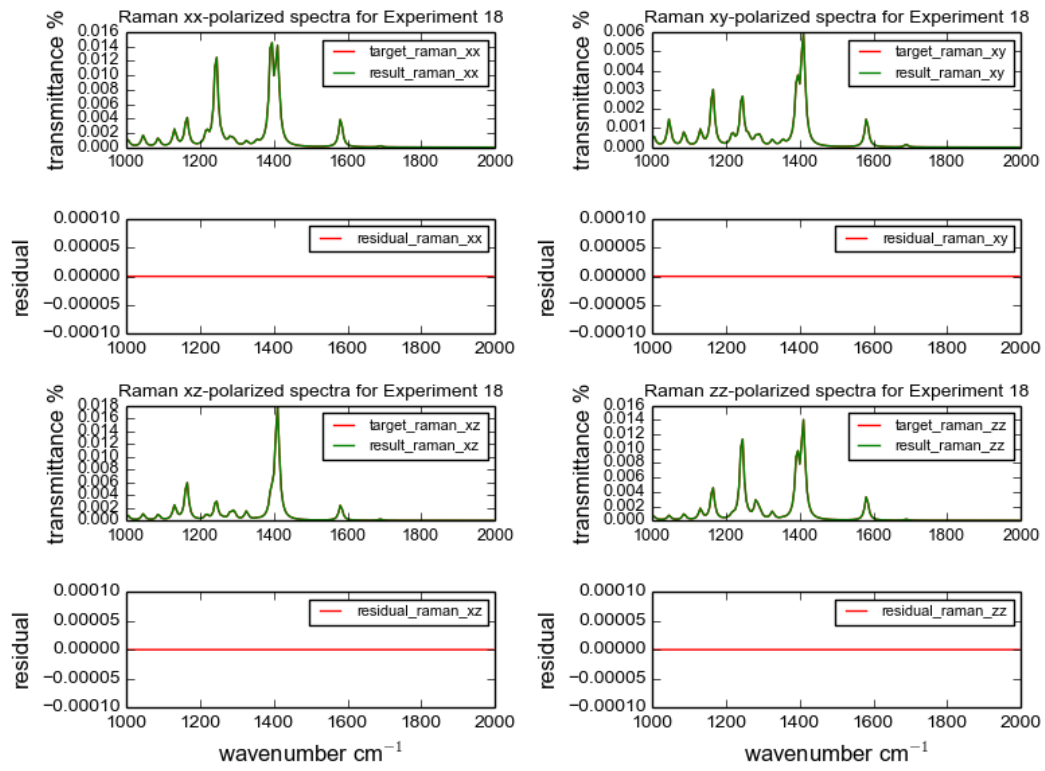 Raman xx-polarized spectra for Experiment 18
transmittance %
0.016
0.014
0.012
0.010
0.008
0.006
0.004
0.002
0.000
target_raman_xx
result_raman_xx
1000 1200 1400 1600 1800 2000
Raman xy-polarized spectra for Experiment 18
transmittance %
0.006
0.005
0.004
0.003
0.002
0.001
0.000
target_raman_xy
result_raman_xy
1000 1200 1400 1600 1800 2000
residual
0.00010
0.00005
0.00000
−0.00005
−0.00010
residual_raman_xx
1000 1200 1400 1600 1800 2000
residual
0.00010
0.00005
0.00000
−0.00005
−0.00010
residual_raman_xy
1000 1200 1400 1600 1800 2000
Raman xz-polarized spectra for Experiment 18
transmittance %
0.018
0.016
0.014
0.012
0.010
0.008
0.006
0.004
0.002
0.000
target_raman_xz
result_raman_xz
1000 1200 1400 1600 1800 2000
Raman zz-polarized spectra for Experiment 18
transmittance %
0.016
0.014
0.012
0.010
0.008
0.006
0.004
0.002
0.000
target_raman_zz
result_raman_zz
1000 1200 1400 1600 1800 2000
residual
0.00010
0.00005
0.00000
−0.00005
−0.00010
residual_raman_xz
1000 1200 1400 1600 1800 2000
wavenumber cm⁻¹
residual
0.00010
0.00005
0.00000
−0.00005
−0.00010
residual_raman_zz
1000 1200 1400 1600 1800 2000
wavenumber cm⁻¹